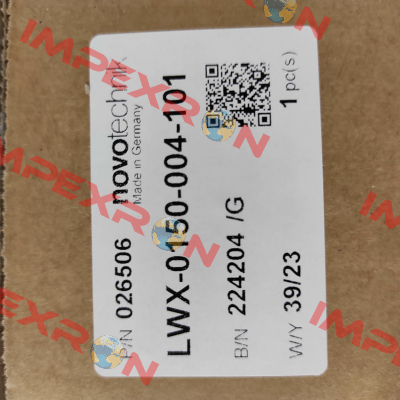 novotechnik
Made in Germany
1 pc(s)
P/N 026506
LWX-0150-004-101
B/N 224204 /G
W/Y 39/23
IMPEXRON